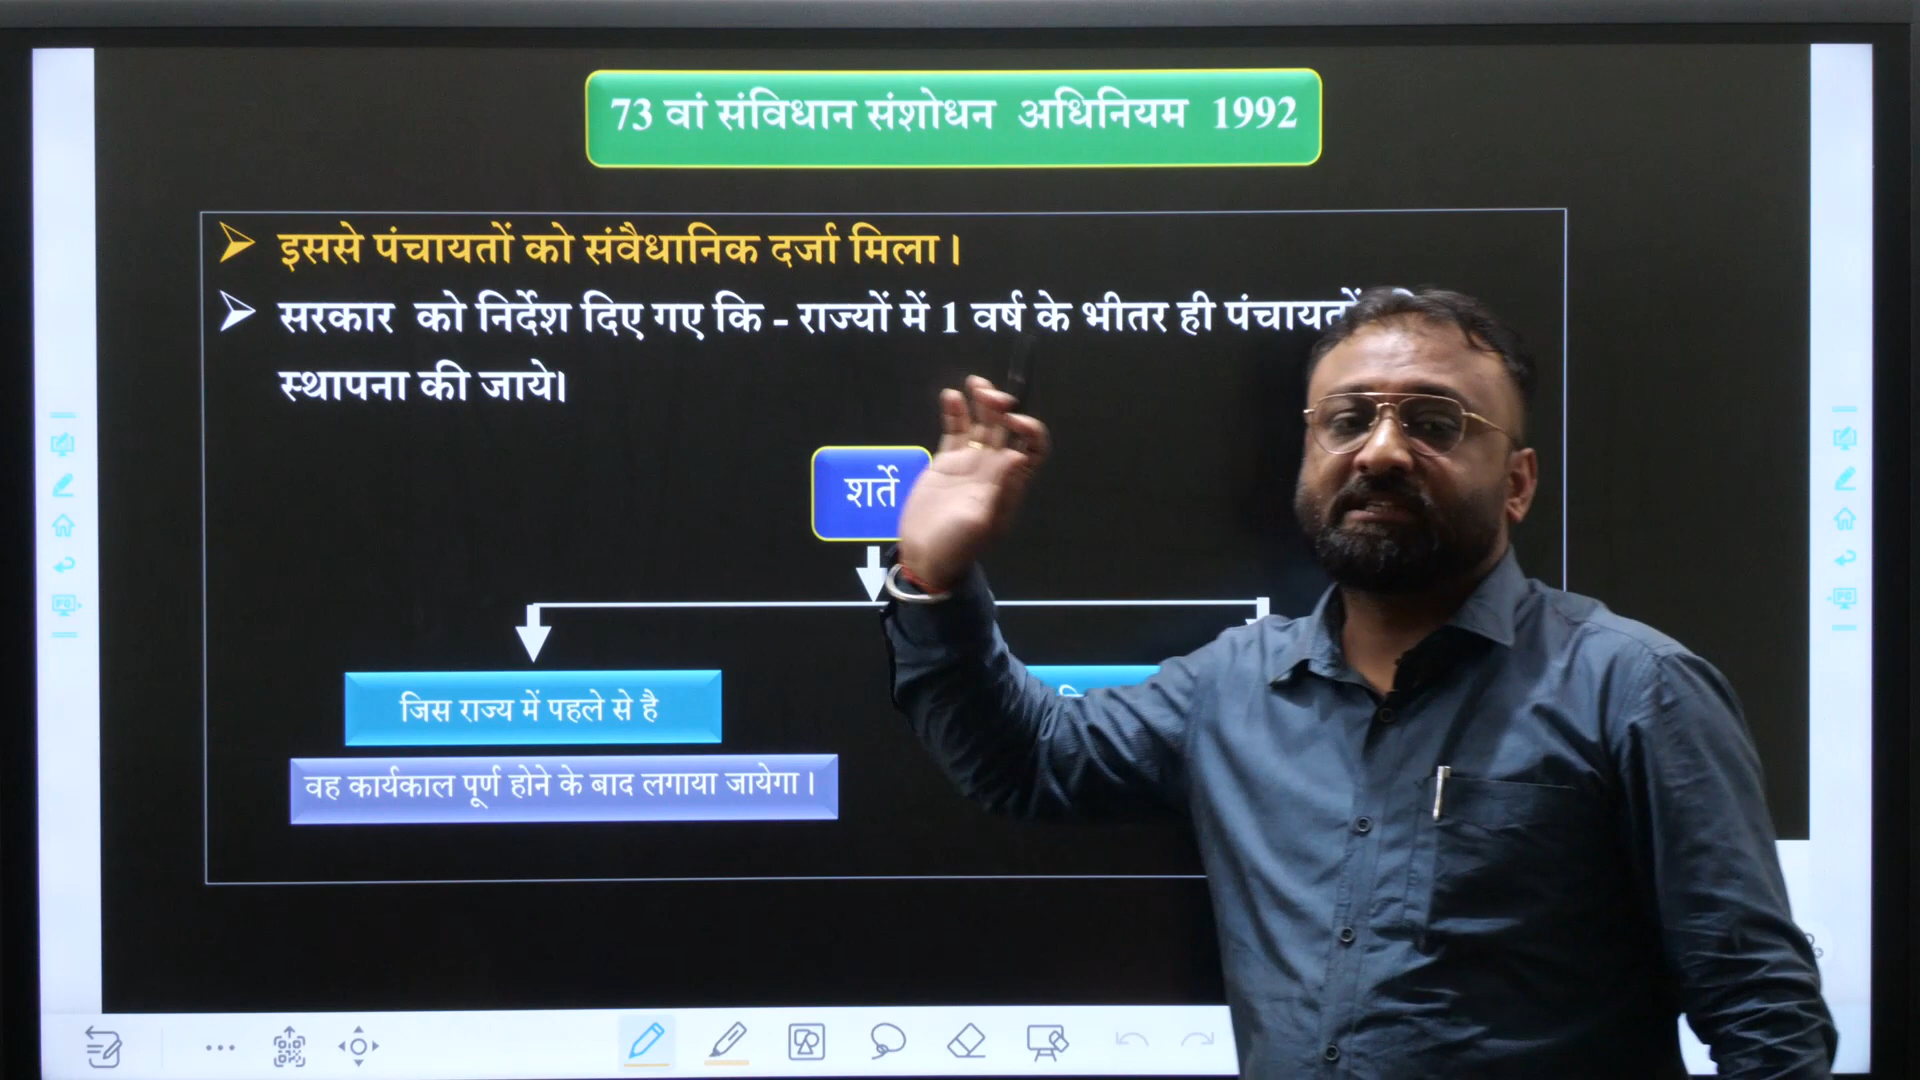 73 वां संविधान संशोधन अधिनियम 1992
इससे पंचायतों को संवैधानिक दर्जा मिला।
सरकार को निर्देश दिए गए कि - राज्यों में 1 वर्ष के भीतर ही पंचायतों
स्थापना की जाये।
शर्ते
जिस राज्य में पहले से है
वह कार्यकाल पूर्ण होने के बाद लगाया जायेगा।